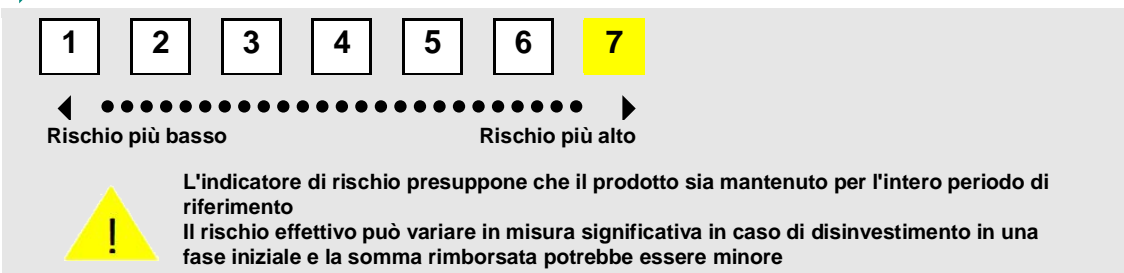 1 2 3 4 5 6 7
Rischio più basso Rischio più alto
L'indicatore di rischio presuppone che il prodotto sia mantenuto per l'intero periodo di
riferimento
! Il rischio effettivo può variare in misura significativa in caso di disinvestimento in una
fase iniziale e la somma rimborsata potrebbe essere minore